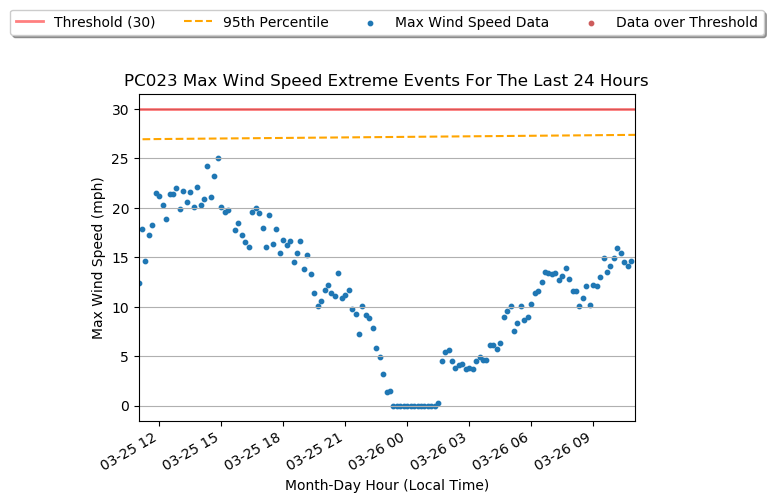 Threshold (30) 95th Percentile Max Wind Speed Data Data over Threshold
PC023 Max Wind Speed Extreme Events For The Last 24 Hours
30
25
20
15
10
5
0
Max Wind Speed (mph)
03-25 12 03-25 15 03-25 18 03-25 21 03-26 00 03-26 03 03-26 06 03-26 09
Month-Day Hour (Local Time)